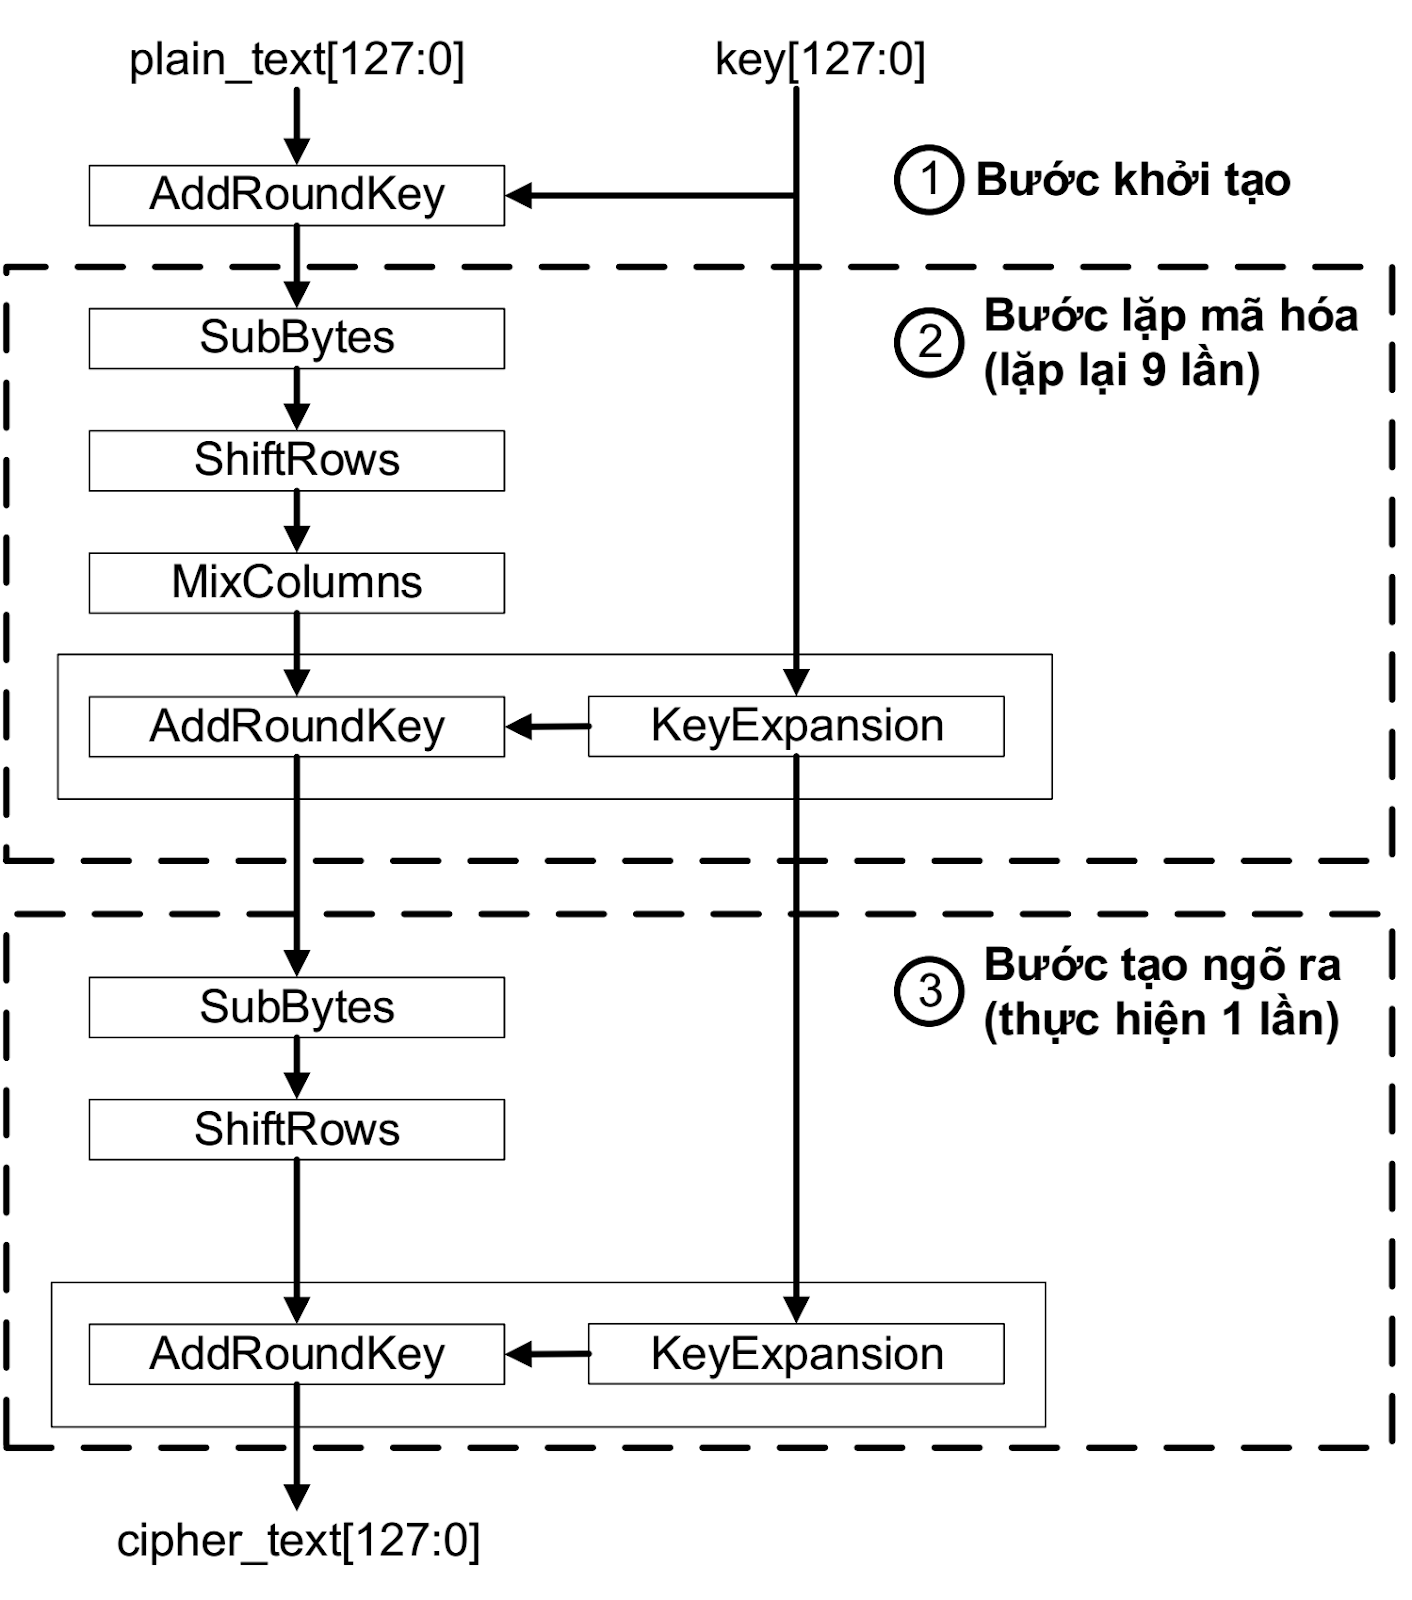 plain_text[127:0]
key[127:0]
AddRoundKey
1 Bước khởi tạo
SubBytes
2 Bước lặp mã hóa
(lặp lại 9 lần)
ShiftRows
MixColumns
AddRoundKey
KeyExpansion
SubBytes
3 Bước tạo ngõ ra
(thực hiện 1 lần)
ShiftRows
AddRoundKey
KeyExpansion
cipher_text[127:0]